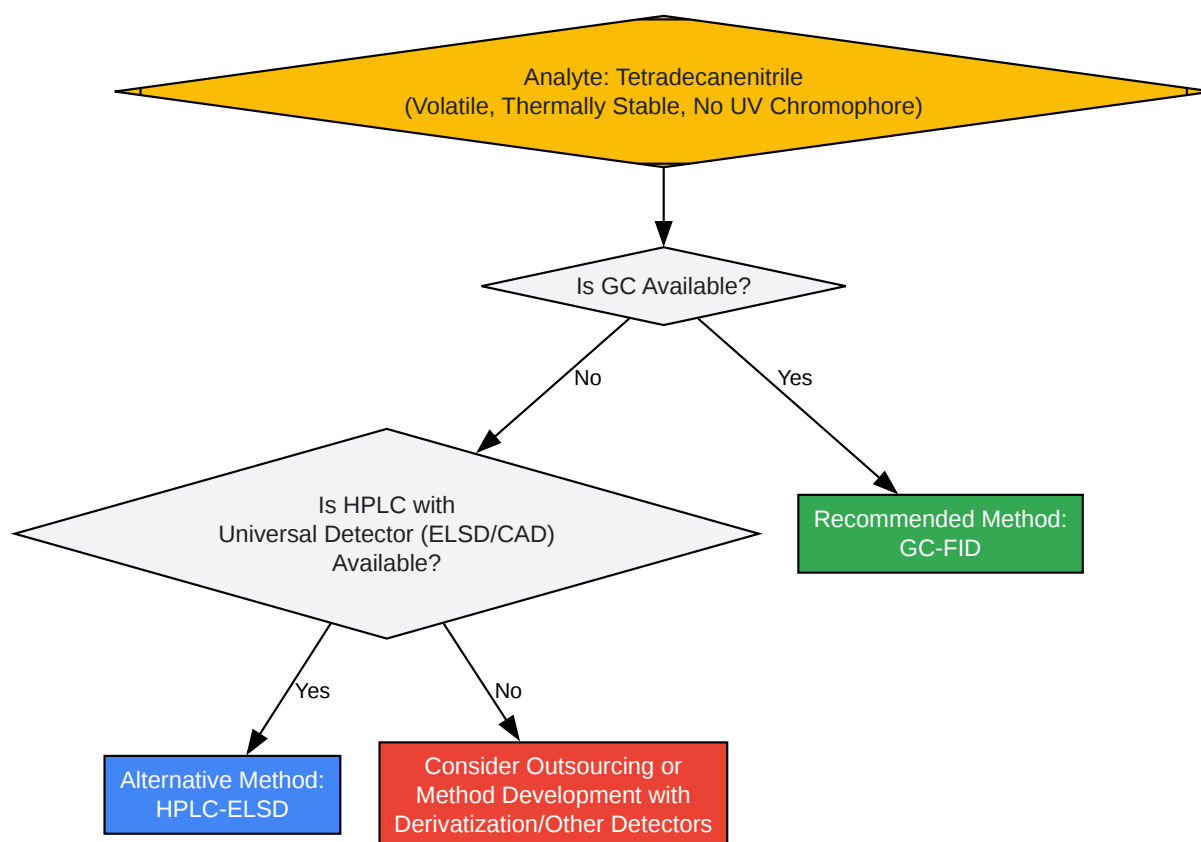 Analyte: Tetradecanenitrile
(Volatile, Thermally Stable, No UV Chromophore)
Is GC Available?
No
Yes
Is HPLC with
Universal Detector (ELSD/CAD)
Available?
Recommended Method:
GC-FID
Yes
No
Alternative Method:
HPLC-ELSD
Consider Outsourcing or
Method Development with
Derivatization/Other Detectors